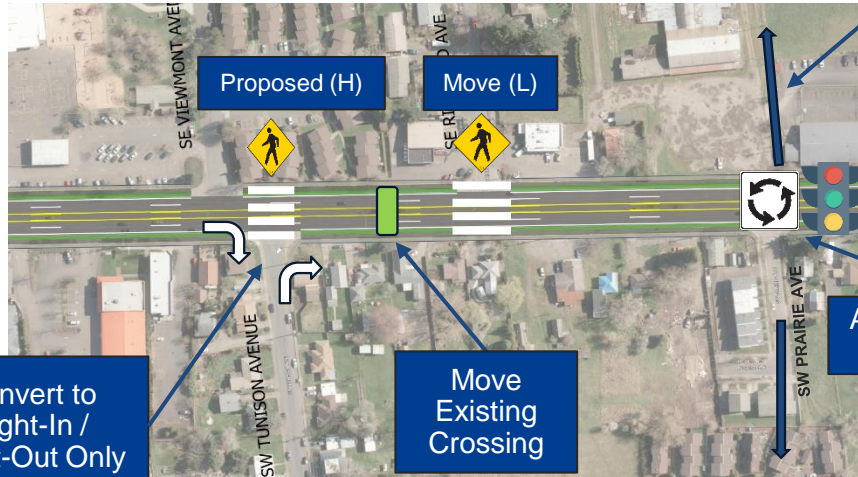 SE VIEWMONT AVEN
Proposed (H)
Move (L)
SE RI
D AVE
SW TUNISON AVENUE
SW PRAIRIE AVE
nvert to
ght-In /
t-Out Only
Move
Existing
Crossing
A